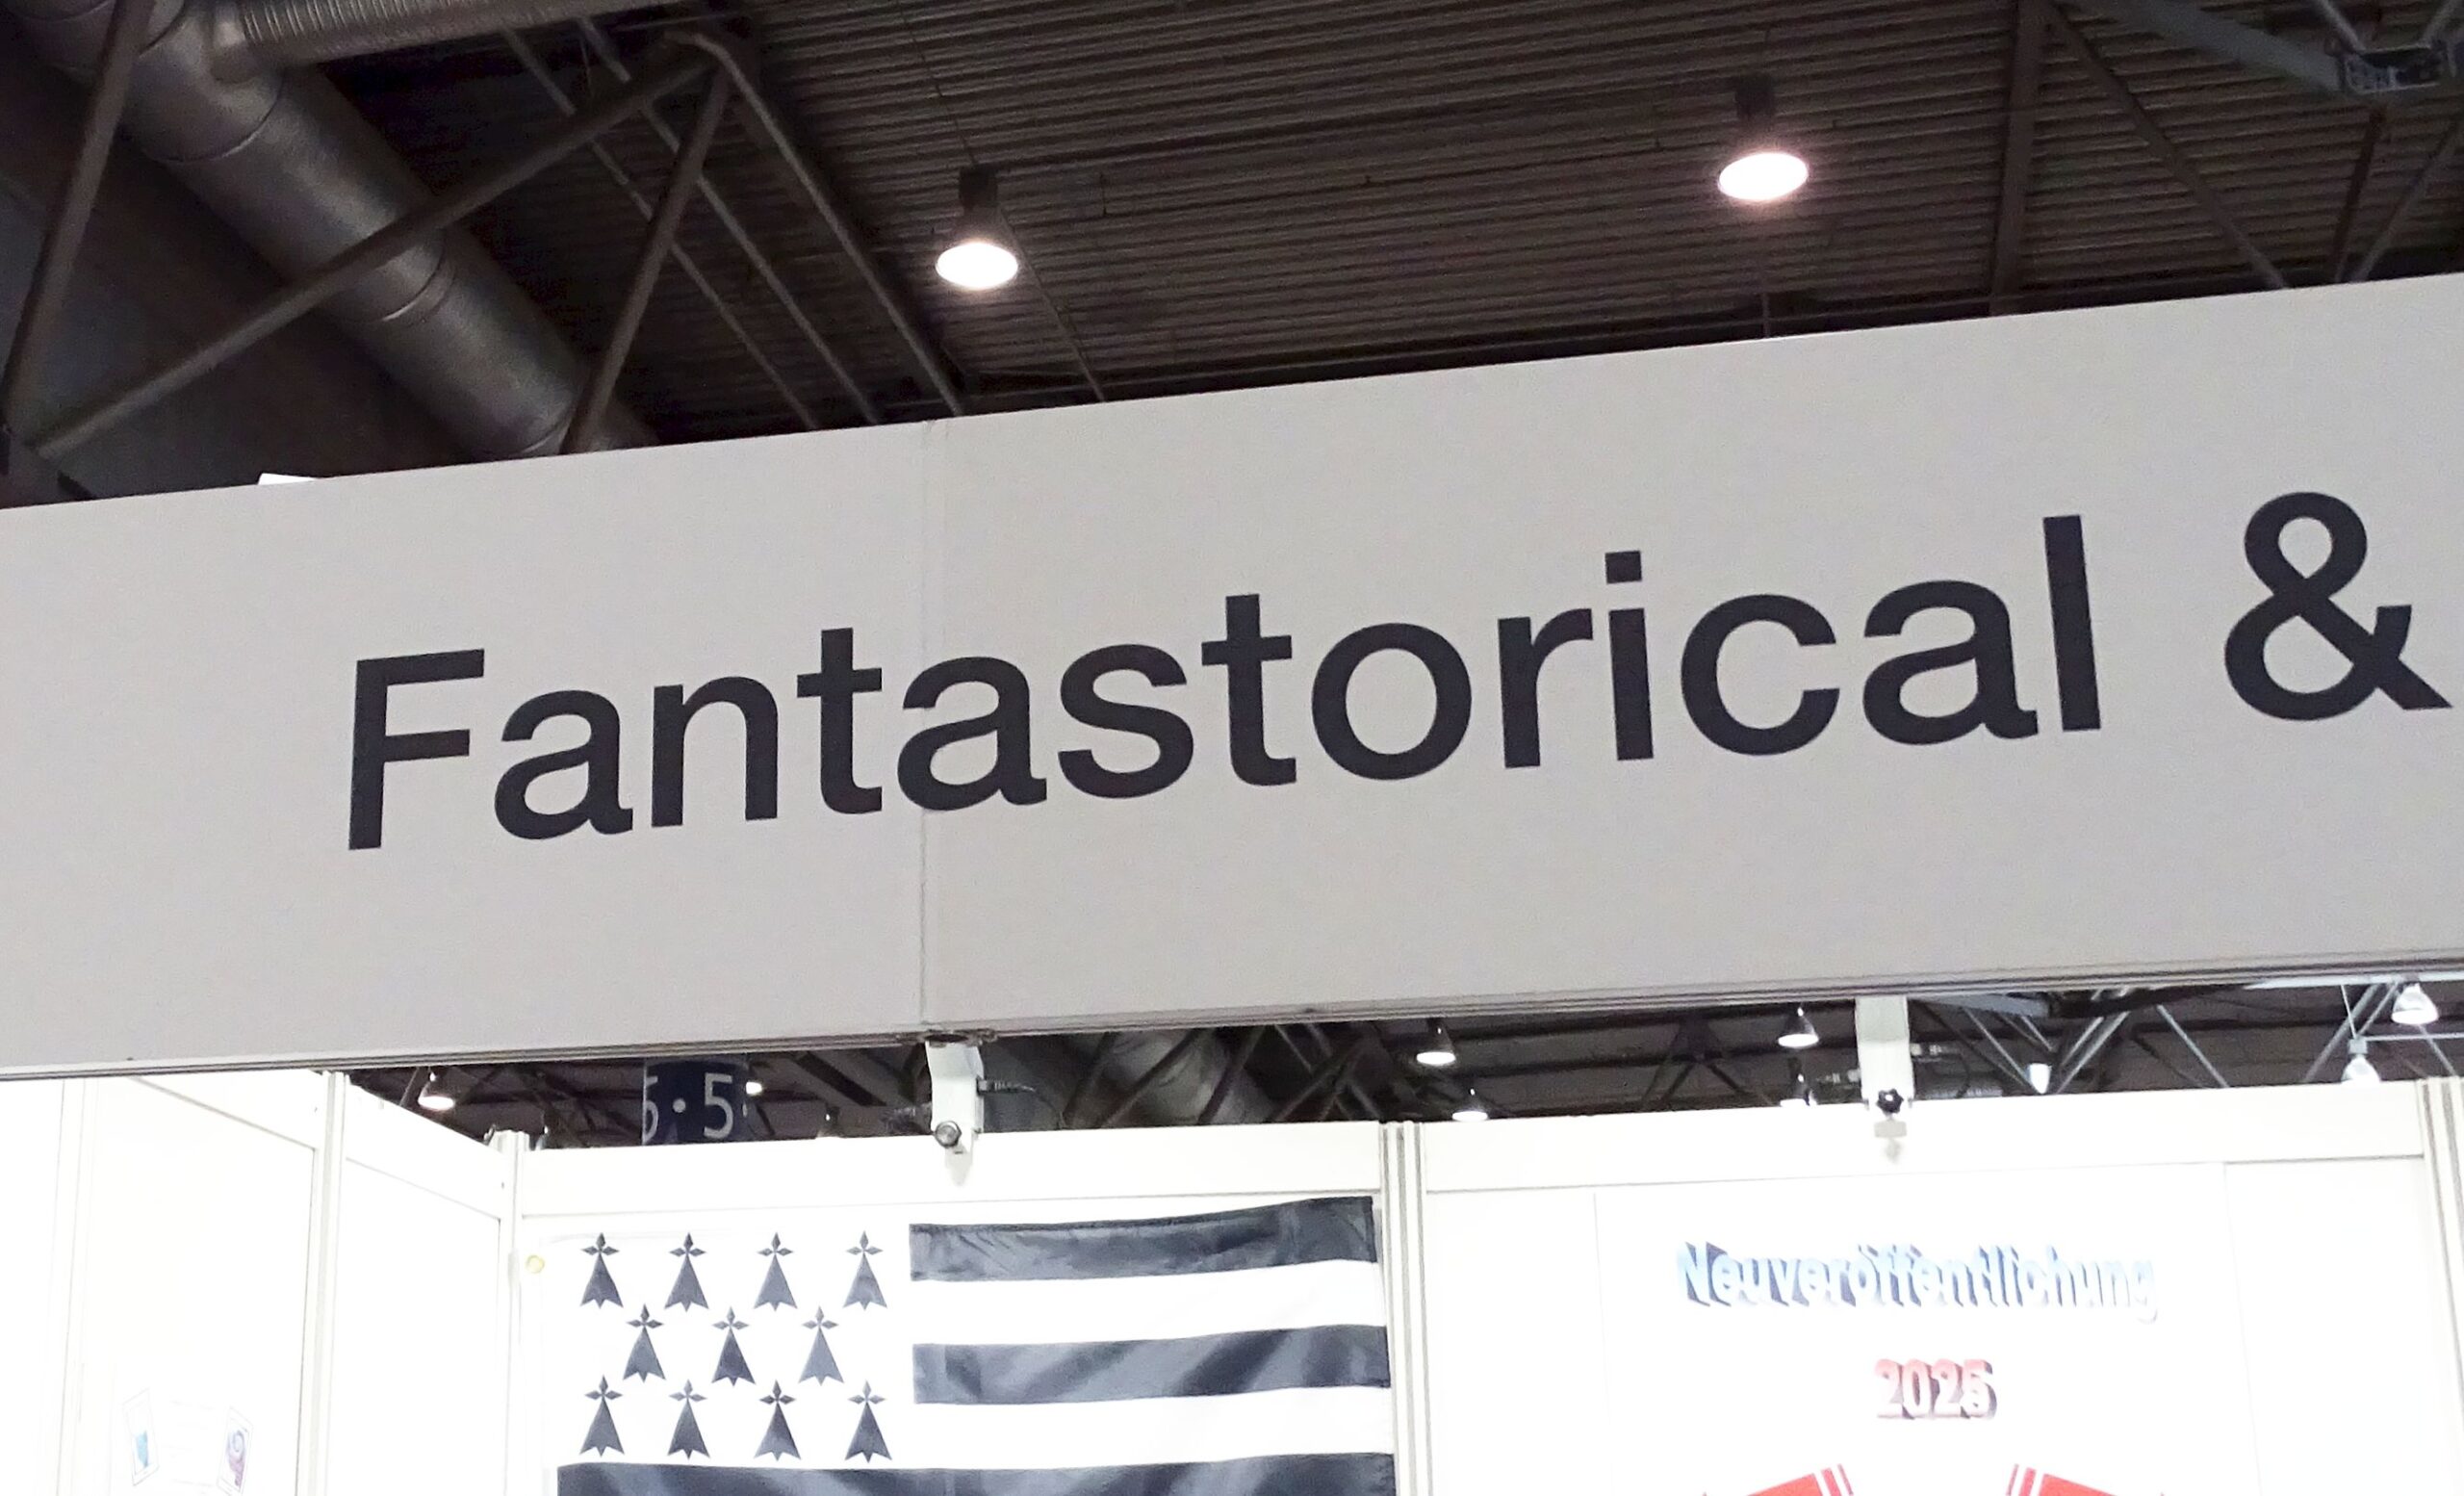 Fantastorical &
5.5
Neuveröffentlichung
2025